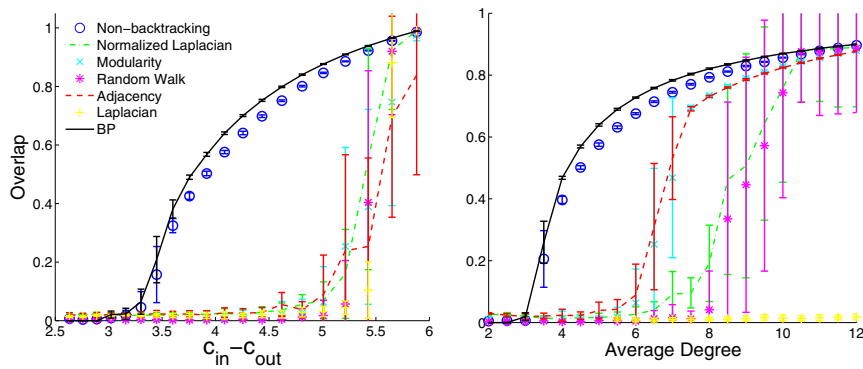 Non-backtracking
Normalized Laplacian
Modularity
Random Walk
Adjacency
Laplacian
BP
Overlap
1
0.8
0.6
0.4
0.2
0
2.5 3 3.5 4 4.5 5 5.5 6
c_in-c_out
1
0.8
0.6
0.4
0.2
0
2 4 6 8 10 12
Average Degree